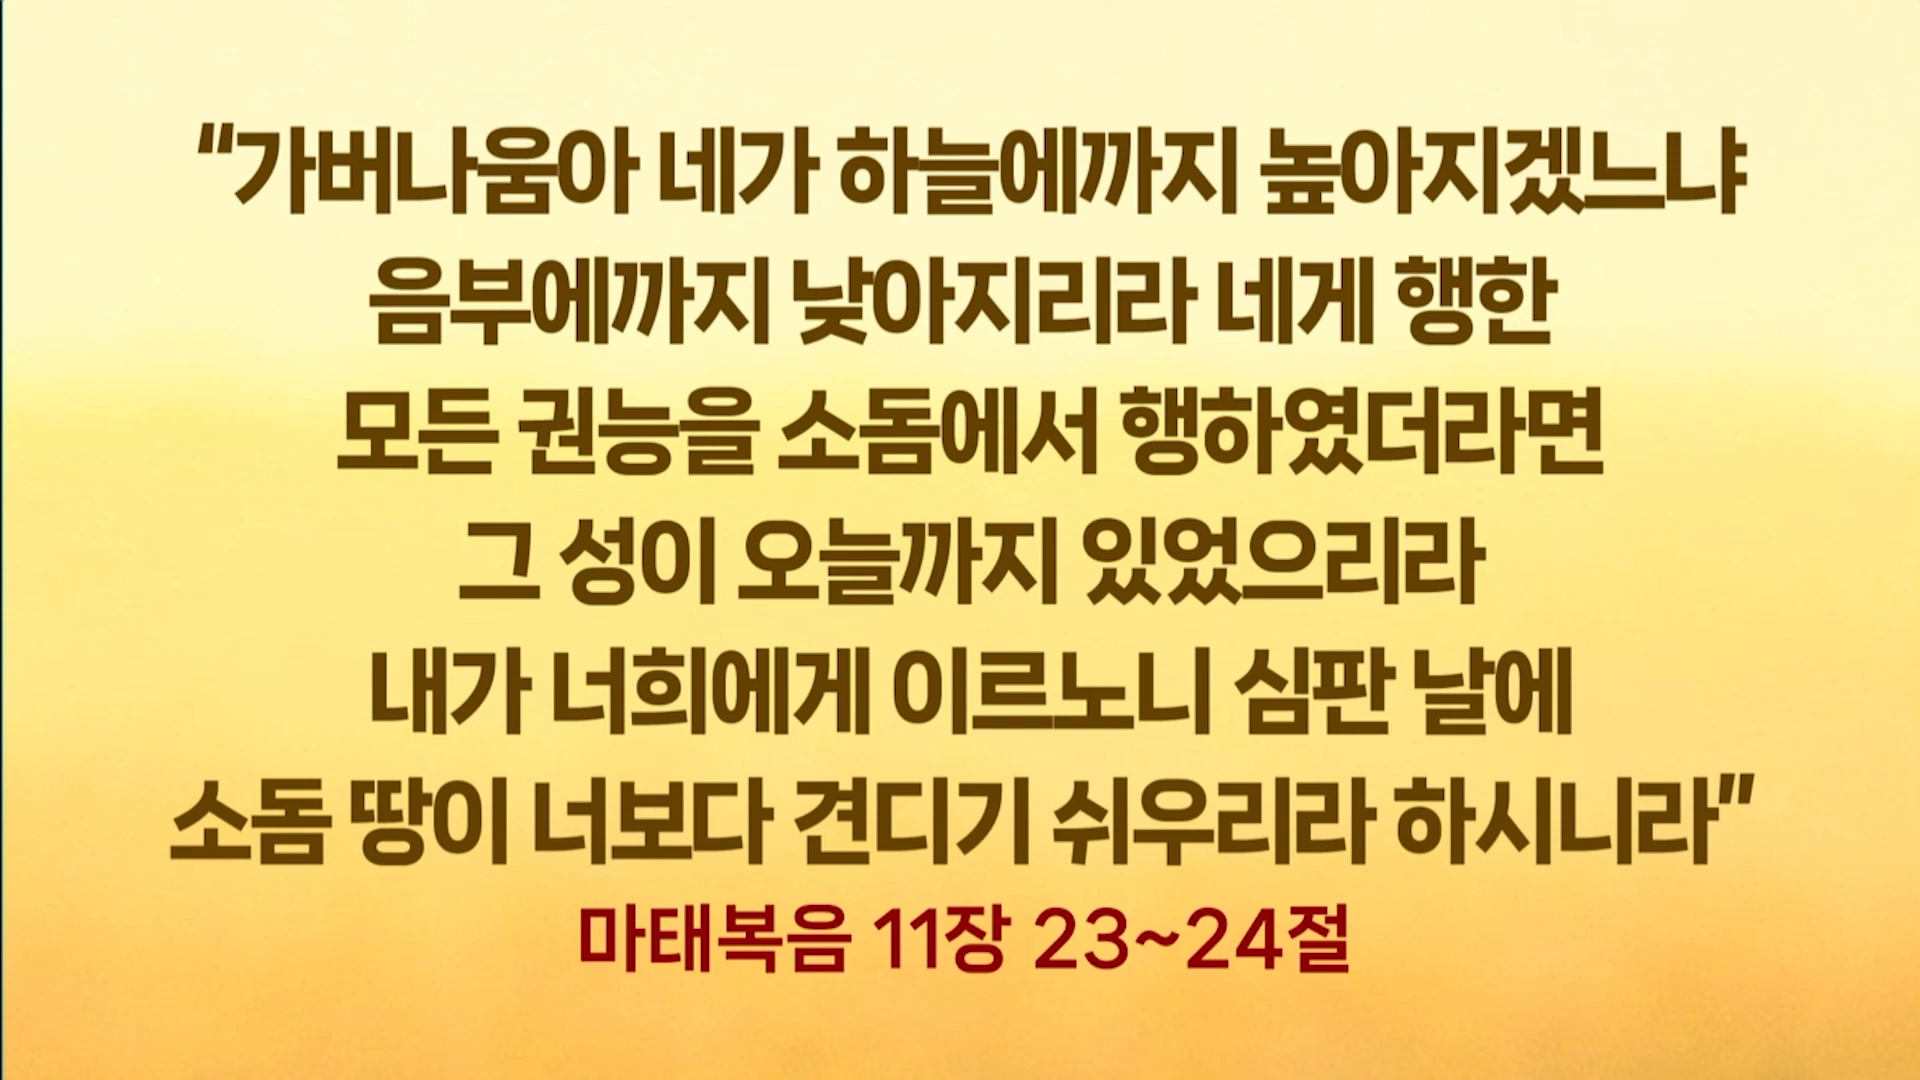 “가버나움아 네가 하늘에까지 높아지겠느냐
음부에까지 낮아지리라 네게 행한
모든 권능을 소돔에서 행하였더라면
그 성이 오늘까지 있었으리라
내가 너희에게 이르노니 심판 날에
소돔 땅이 너보다 견디기 쉬우리라 하시니라”
마태복음 11장 23~24절